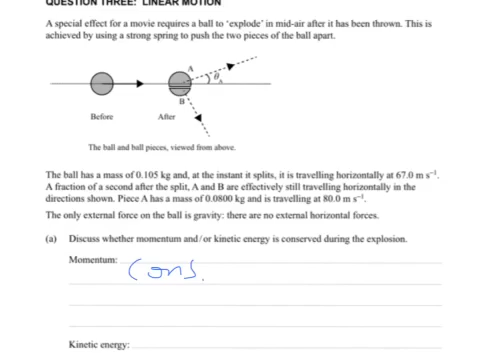 QUESTION THREE: LINEAR MOTION
A special effect for a movie requires a ball to 'explode' in mid-air after it has been thrown. This is
achieved by using a strong spring to push the two pieces of the ball apart.
A
θA
B
Before
After
The ball and ball pieces, viewed from above.
The ball has a mass of 0.105 kg and, at the instant it splits, it is travelling horizontally at 67.0 m s⁻¹.
A fraction of a second after the split, A and B are effectively still travelling horizontally in the
directions shown. Piece A has a mass of 0.0800 kg and is travelling at 80.0 m s⁻¹.
The only external force on the ball is gravity: there are no external horizontal forces.
(a) Discuss whether momentum and/or kinetic energy is conserved during the explosion.
Momentum: Cons.
Kinetic energy: